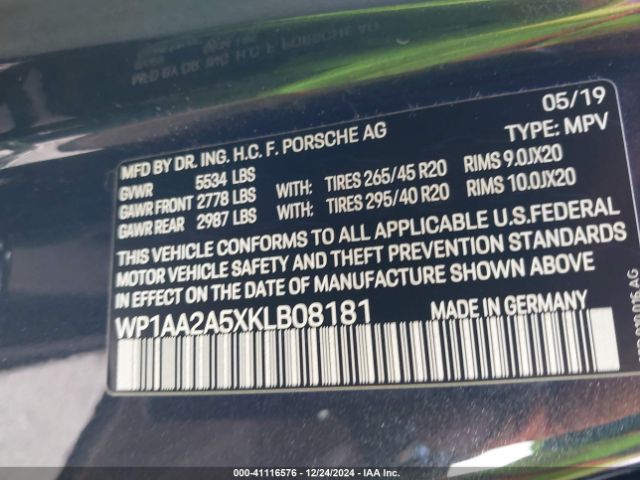 05/19
MFD BY DR. ING. H.C. F. PORSCHE AG TYPE: MPV
GVWR 5534 LBS
GAWR FRONT 2778 LBS WITH: TIRES 265/45 R20 RIMS 9.0JX20
GAWR REAR 2987 LBS WITH: TIRES 295/40 R20 RIMS 10.0JX20
THIS VEHICLE CONFORMS TO ALL APPLICABLE U.S.FEDERAL
MOTOR VEHICLE SAFETY AND THEFT PREVENTION STANDARDS
IN EFFECT ON THE DATE OF MANUFACTURE SHOWN ABOVE
WP1AA2A5XKLB08181
000-41116576 - 12/24/2024 - IAA Inc.